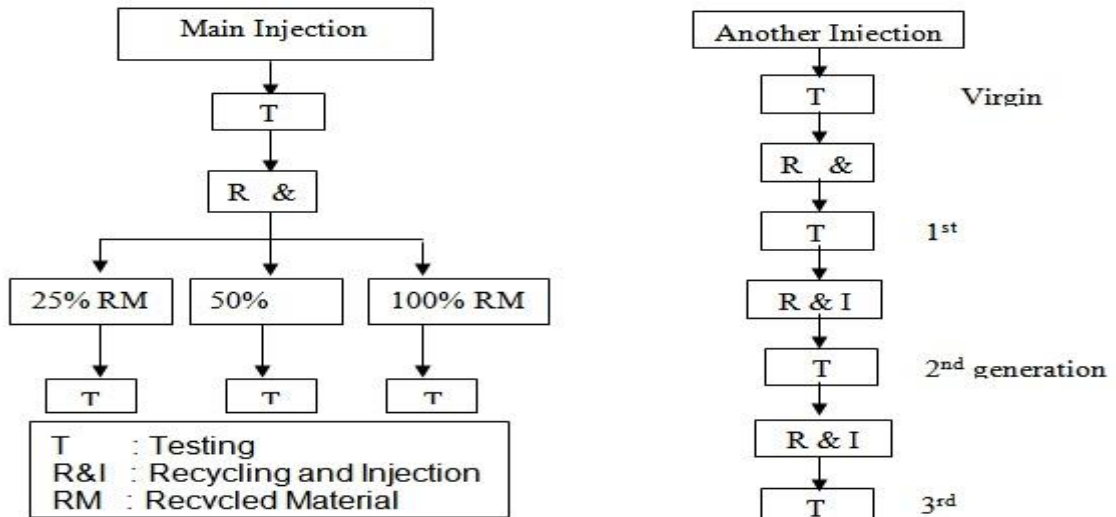 Main Injection
T
R &
25% RM 50% 100% RM
T T T
T : Testing
R&I : Recycling and Injection
RM : Recycled Material
Another Injection
T Virgin
R &
T 1st
R & I
T 2nd generation
R & I
T 3rd